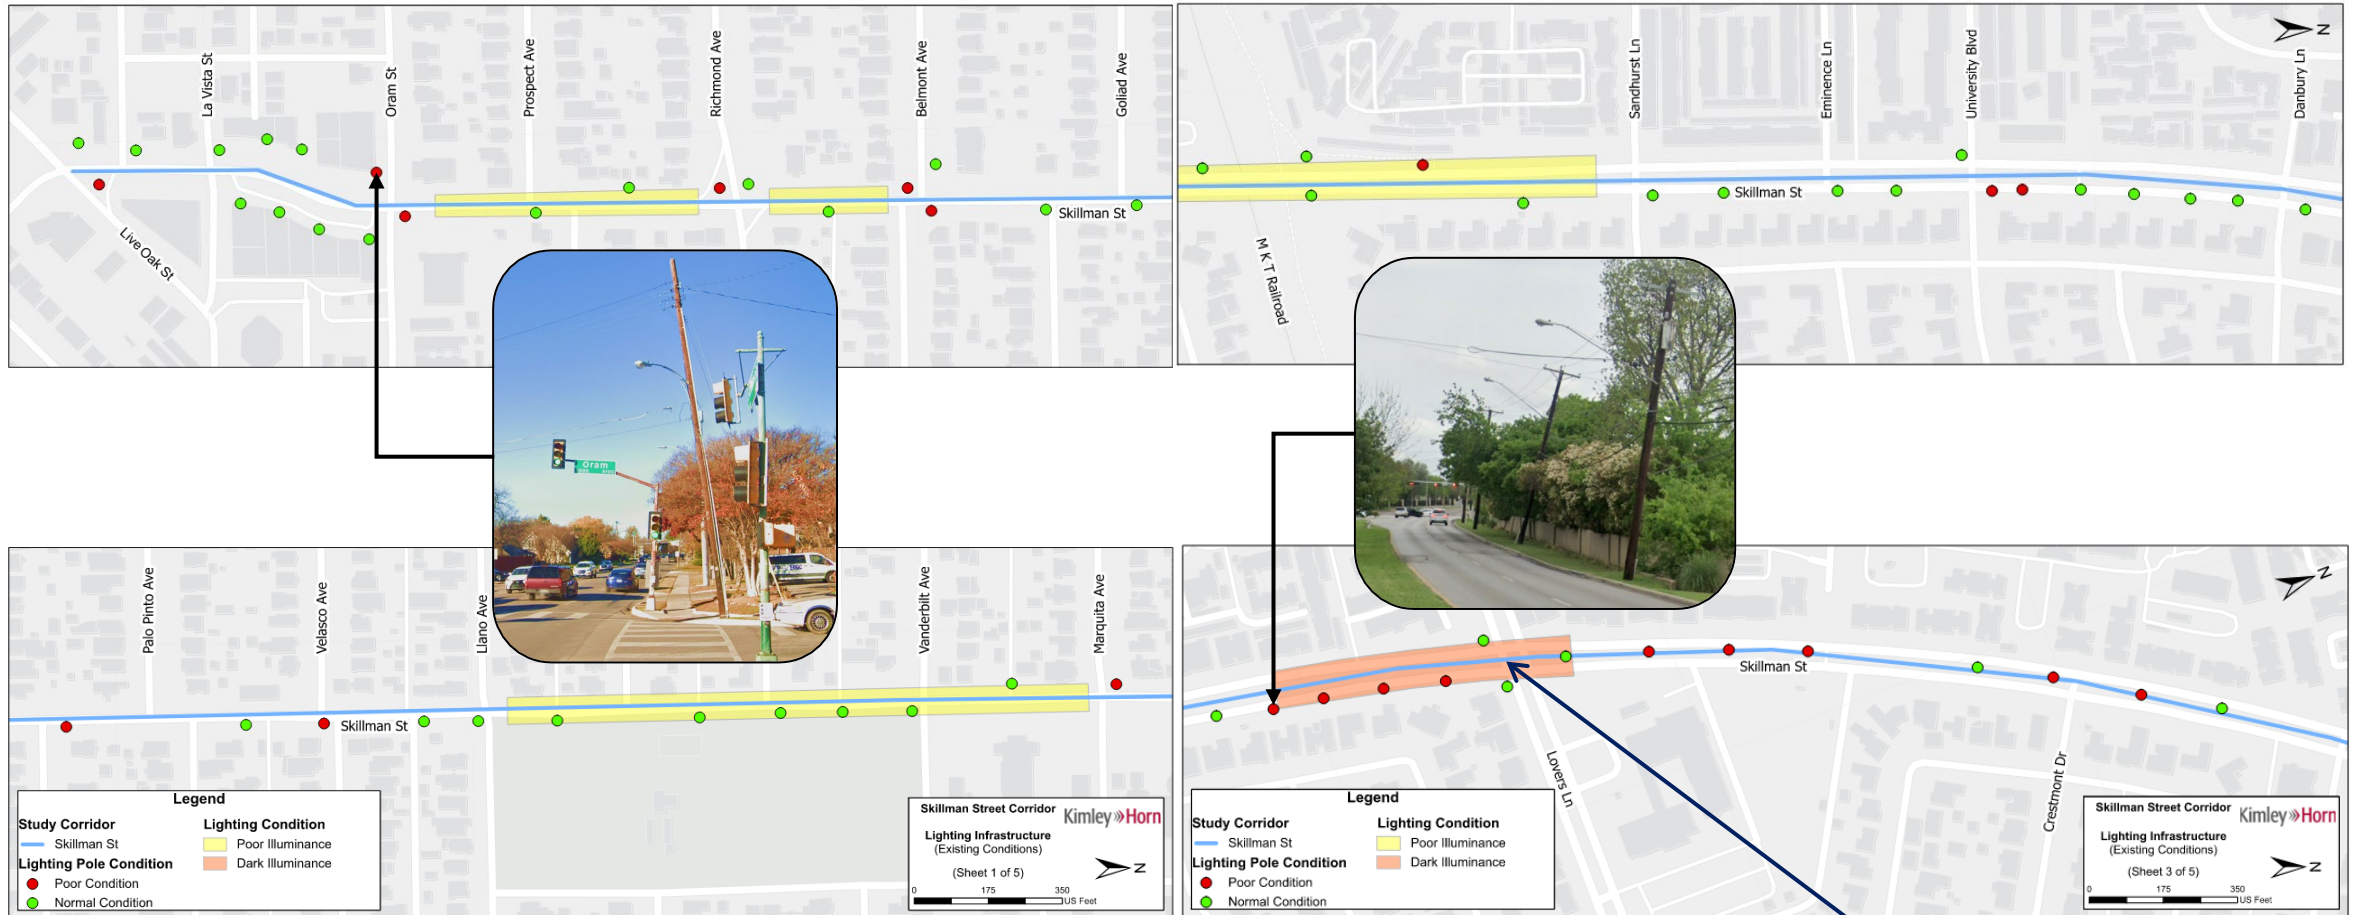 La Vista St
Oram St
Prospect Ave
Richmond Ave
Belmont Ave
Goliad Ave
Live Oak St
Skillman St
Sandhurst Ln
Eminence Ln
University Blvd
Danbury Ln
N
Skillman St
M K T Railroad
Oram
Palo Pinto Ave
Velasco Ave
Llano Ave
Vanderbilt Ave
Marquita Ave
Skillman St
Legend
Study Corridor
Skillman St
Lighting Pole Condition
Poor Condition
Normal Condition
Lighting Condition
Poor Illuminance
Dark Illuminance
Skillman Street Corridor
Kimley»Horn
Lighting Infrastructure
(Existing Conditions)
(Sheet 1 of 5)
N
0 175 350
US Feet
N
Skillman St
Lovers Ln
Crestmont Dr
Legend
Study Corridor
Skillman St
Lighting Pole Condition
Poor Condition
Normal Condition
Lighting Condition
Poor Illuminance
Dark Illuminance
Skillman Street Corridor
Kimley»Horn
Lighting Infrastructure
(Existing Conditions)
(Sheet 3 of 5)
N
0 175 350
US Feet